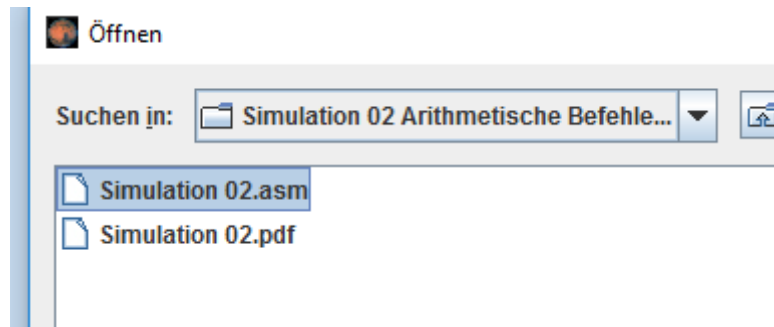 Öffnen
Suchen in: Simulation 02 Arithmetische Befehle...
Simulation 02.asm
Simulation 02.pdf